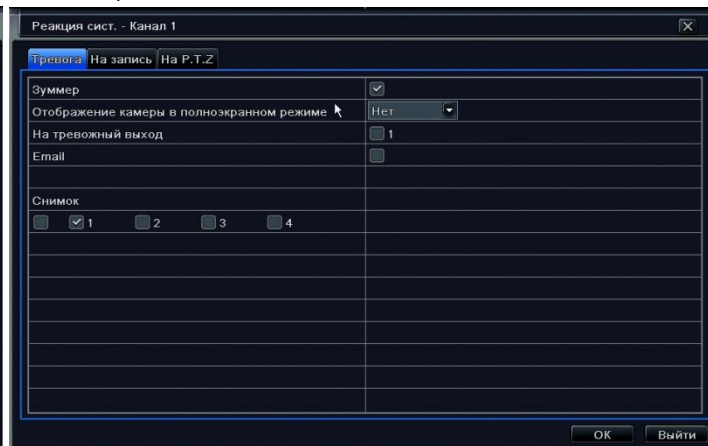 Реакция сист. - Канал 1
Тревога На запись На P.T.Z
Зуммер
Отображение камеры в полноэкранном режиме Нет
На тревожный выход 1
Email
Снимок
1 2 3 4
ОК Выйти